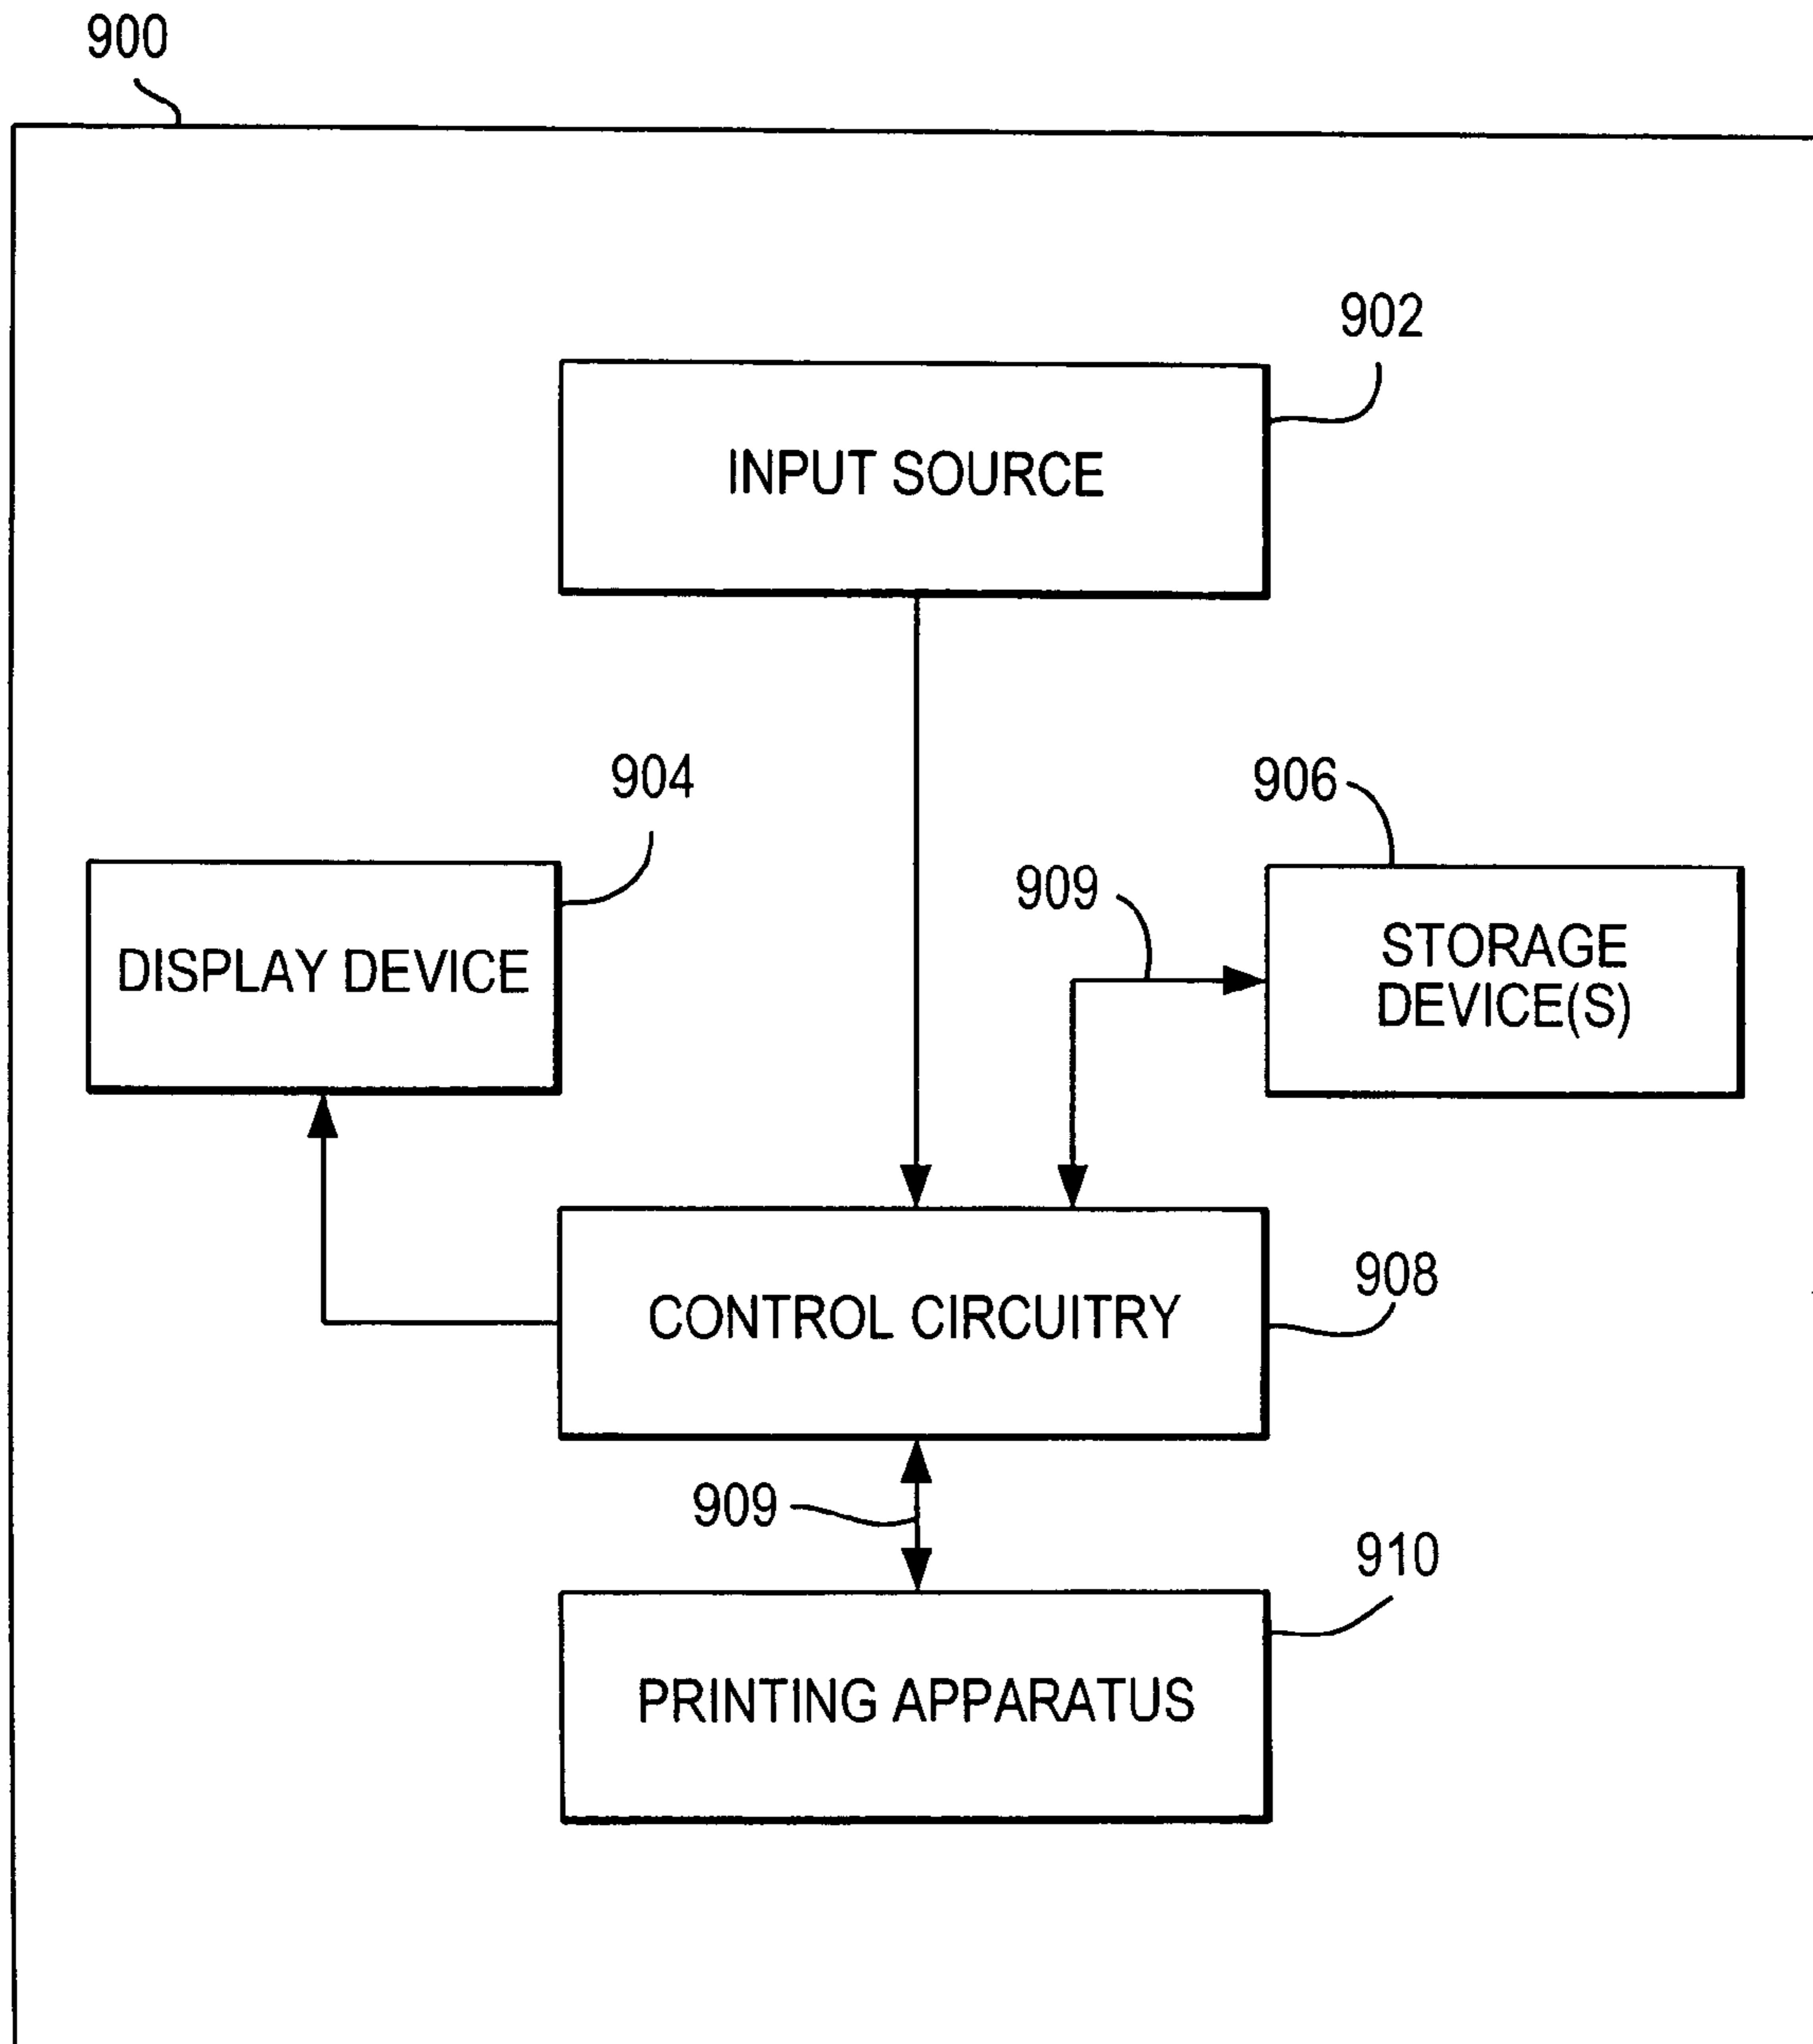 900
902
INPUT SOURCE
904
906
909
DISPLAY DEVICE
STORAGE
DEVICE(S)
908
CONTROL CIRCUITRY
909
910
PRINTING APPARATUS